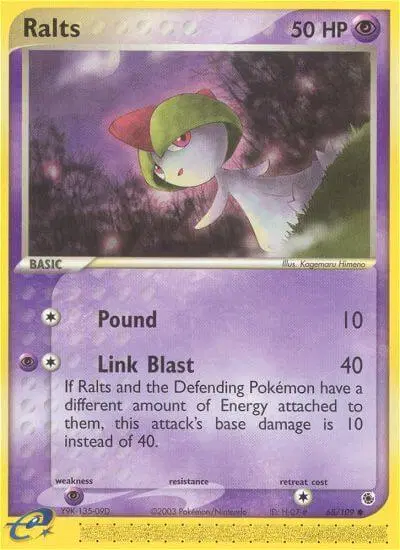 Ralts 50 HP
BASIC Illus. Kagemaru Himeno
Pound 10
Link Blast 40
If Ralts and the Defending Pokémon have a
different amount of Energy attached to
them, this attack's base damage is 10
instead of 40.
weakness resistance retreat cost
Y9K-135-09D ©2003 Pokémon/Nintendo ID: H-07-# 68/109
e